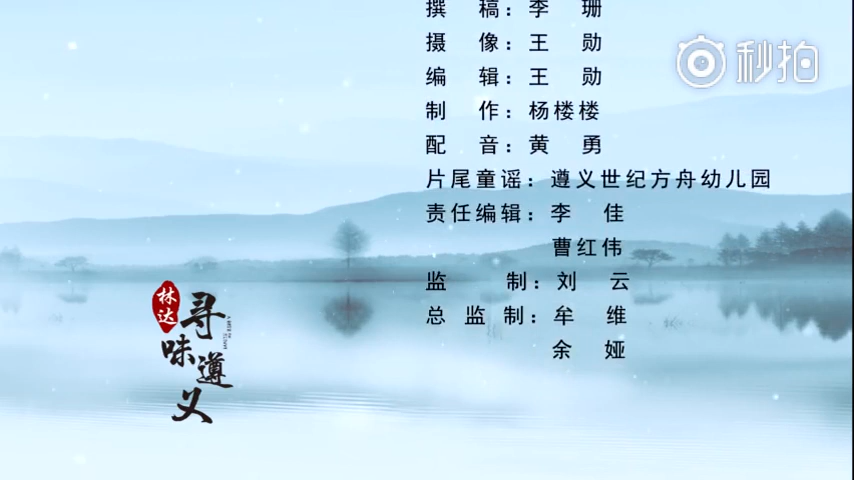 撰 稿：李 珊
摄 像：王 勋
秒拍
编 辑：王 勋
制 作：杨楼楼
配 音：黄 勇
片尾童谣：遵义世纪方舟幼儿园
责任编辑：李 佳
曹红伟
监 制：刘 云
总 监 制：牟 维
余 娅
林达
寻味遵义